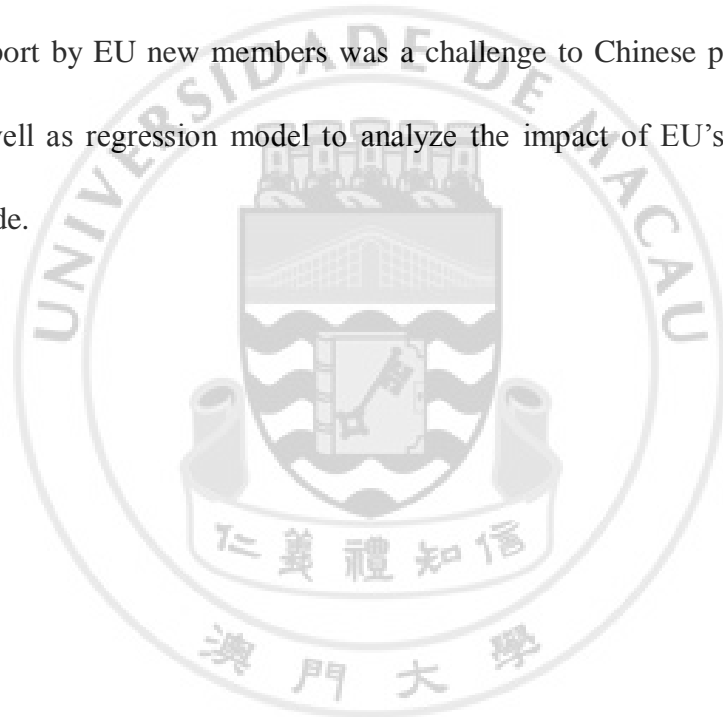 port by EU new members was a challenge to Chinese p
ell as regression model to analyze the impact of EU's
de.
UNIVERSIDADE DE MACAU
仁義禮知信
澳門大學